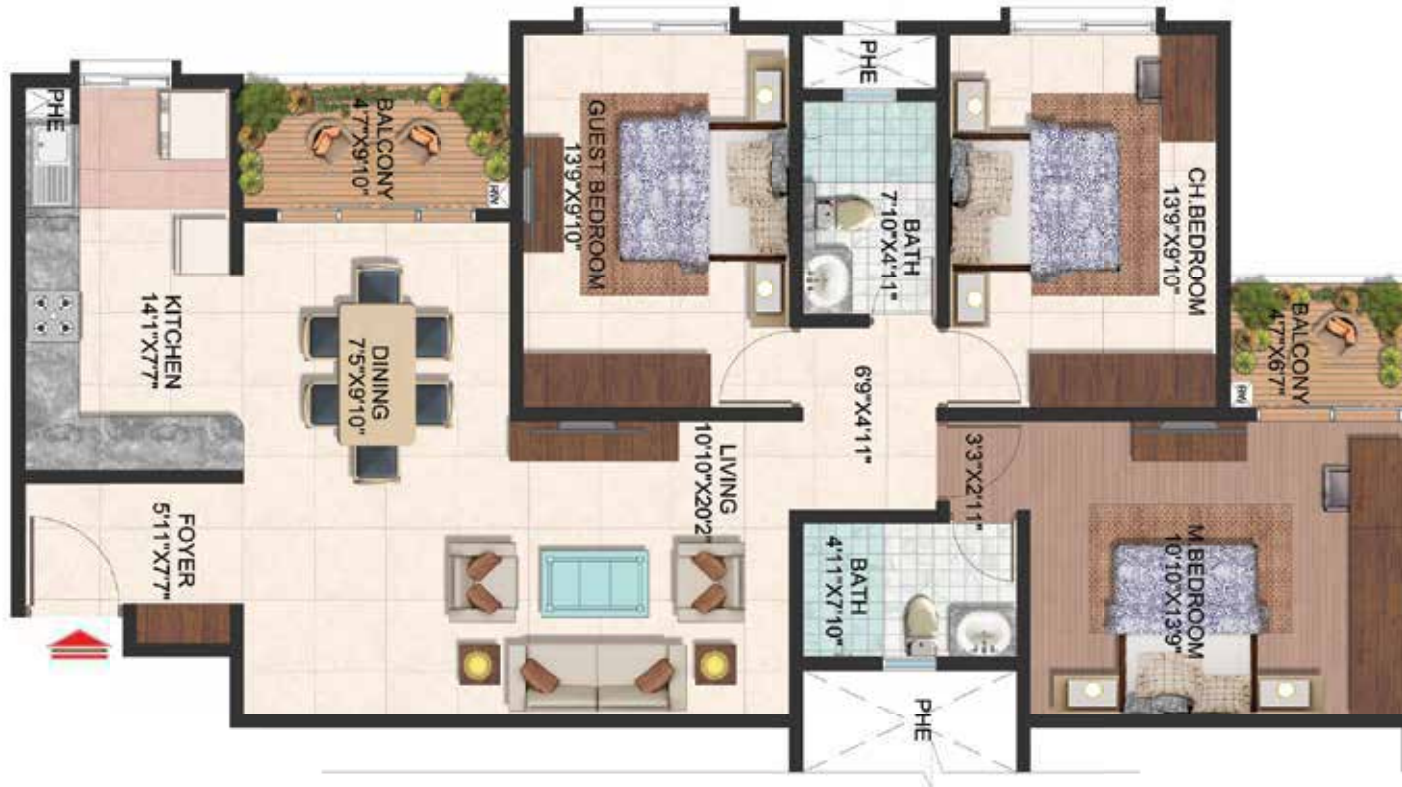 PHE
BALCONY
4'7"X9'10"
GUEST BEDROOM
13'9"X9'10"
PHE
BATH
7'10"X4'11"
CH.BEDROOM
13'9"X9'10"
RW
KITCHEN
14'1"X7'7"
DINING
7'5"X9'10"
BALCONY
4'7"X6'7"
RW
LIVING
10'10"X20'2"
6'9"X4'11"
3'3"X2'11"
FOYER
5'11"X7'7"
BATH
4'11"X7'10"
M.BEDROOM
10'10"X13'9"
PHE